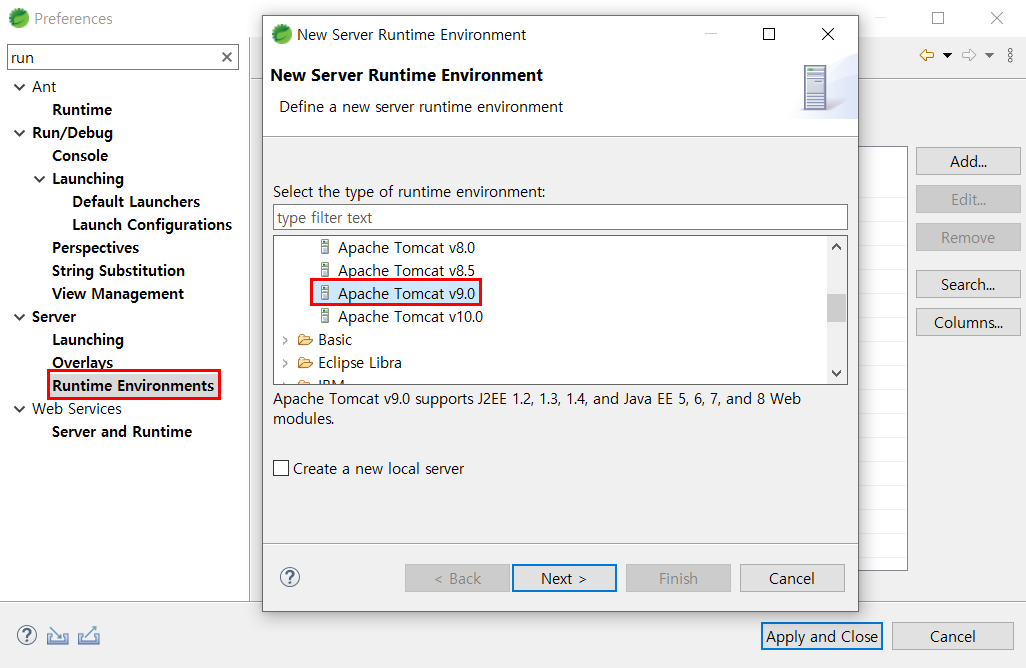 Preferences
run
Ant
Runtime
Run/Debug
Console
Launching
Default Launchers
Launch Configurations
Perspectives
String Substitution
View Management
Server
Launching
Overlays
Runtime Environments
Web Services
Server and Runtime
New Server Runtime Environment
New Server Runtime Environment
Define a new server runtime environment
Select the type of runtime environment:
type filter text
Apache Tomcat v8.0
Apache Tomcat v8.5
Apache Tomcat v9.0
Apache Tomcat v10.0
Basic
Eclipse Libra
IBM
Apache Tomcat v9.0 supports J2EE 1.2, 1.3, 1.4, and Java EE 5, 6, 7, and 8 Web
modules.
Create a new local server
< Back
Next >
Finish
Cancel
Add...
Edit...
Remove
Search...
Columns...
Apply and Close
Cancel